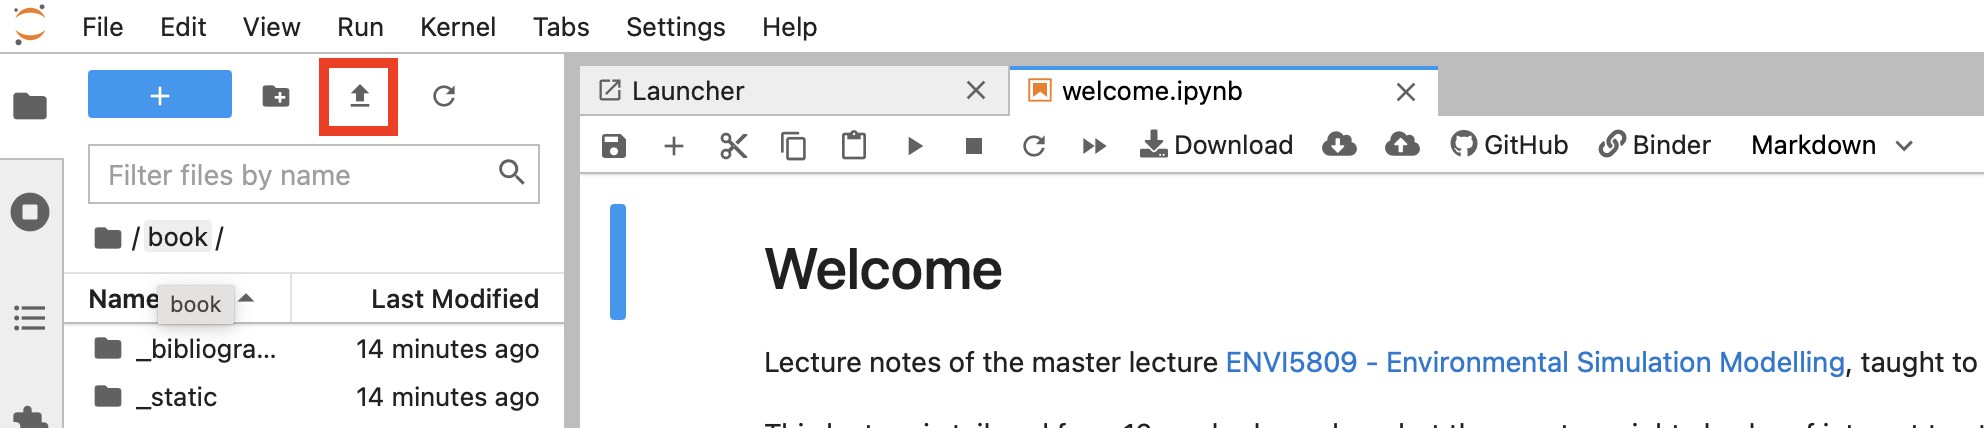 File Edit View Run Kernel Tabs Settings Help
Launcher
welcome.ipynb
Download GitHub Binder Markdown
Filter files by name
/ book /
Name Last Modified
book
_bibliogra... 14 minutes ago
_static 14 minutes ago
Welcome
Lecture notes of the master lecture ENVI5809 - Environmental Simulation Modelling, taught to